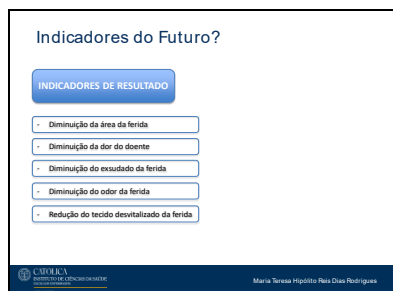 Indicadores do Futuro?
INDICADORES DE RESULTADO
- Diminuição da área da ferida
- Diminuição da dor do doente
- Diminuição do exsudado da ferida
- Diminuição do odor da ferida
- Redução do tecido desvitalizado da ferida
CATOLICA
INSTITUTO DE CIÊNCIAS DA SAÚDE
Maria Teresa Hipólito Reis Dias Rodrigues